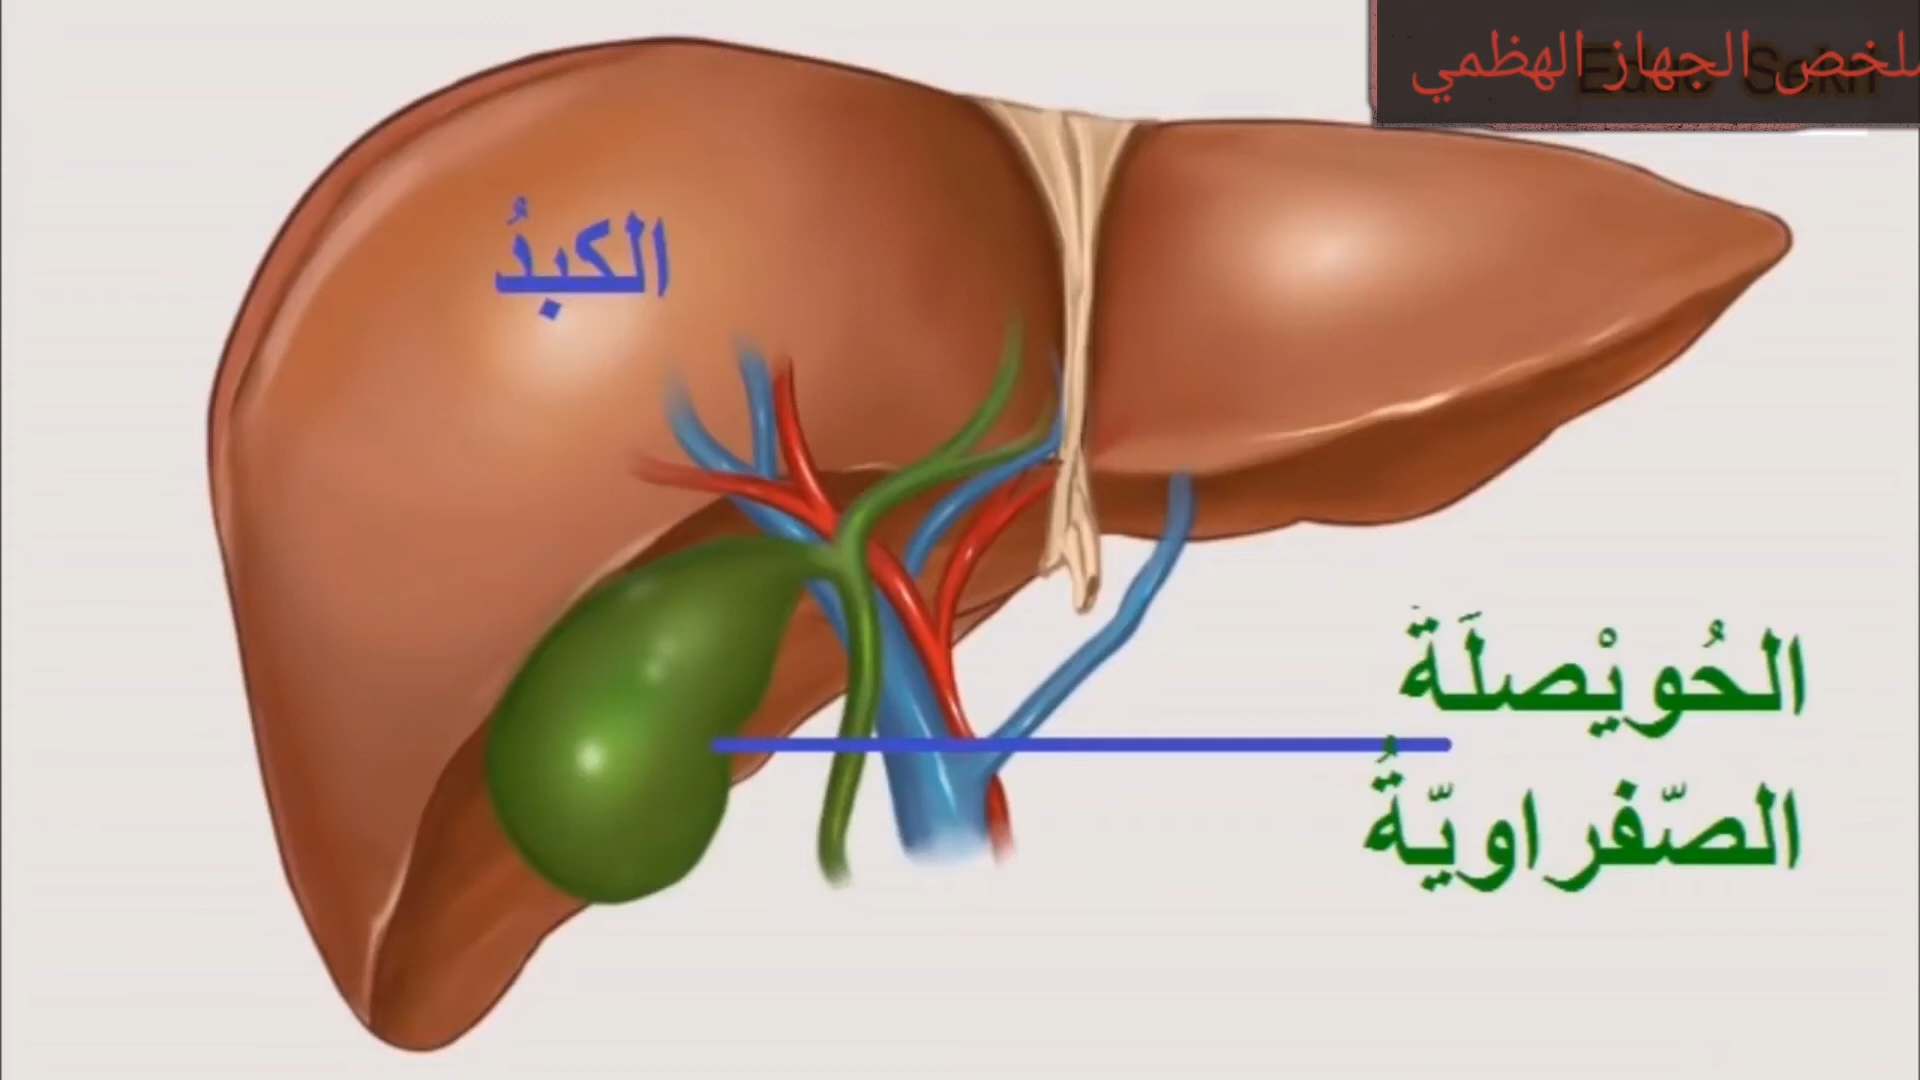 ملخص الجهاز الهظمي
الكبدُ
الحُويْصلَة
الصّفراويّةُ